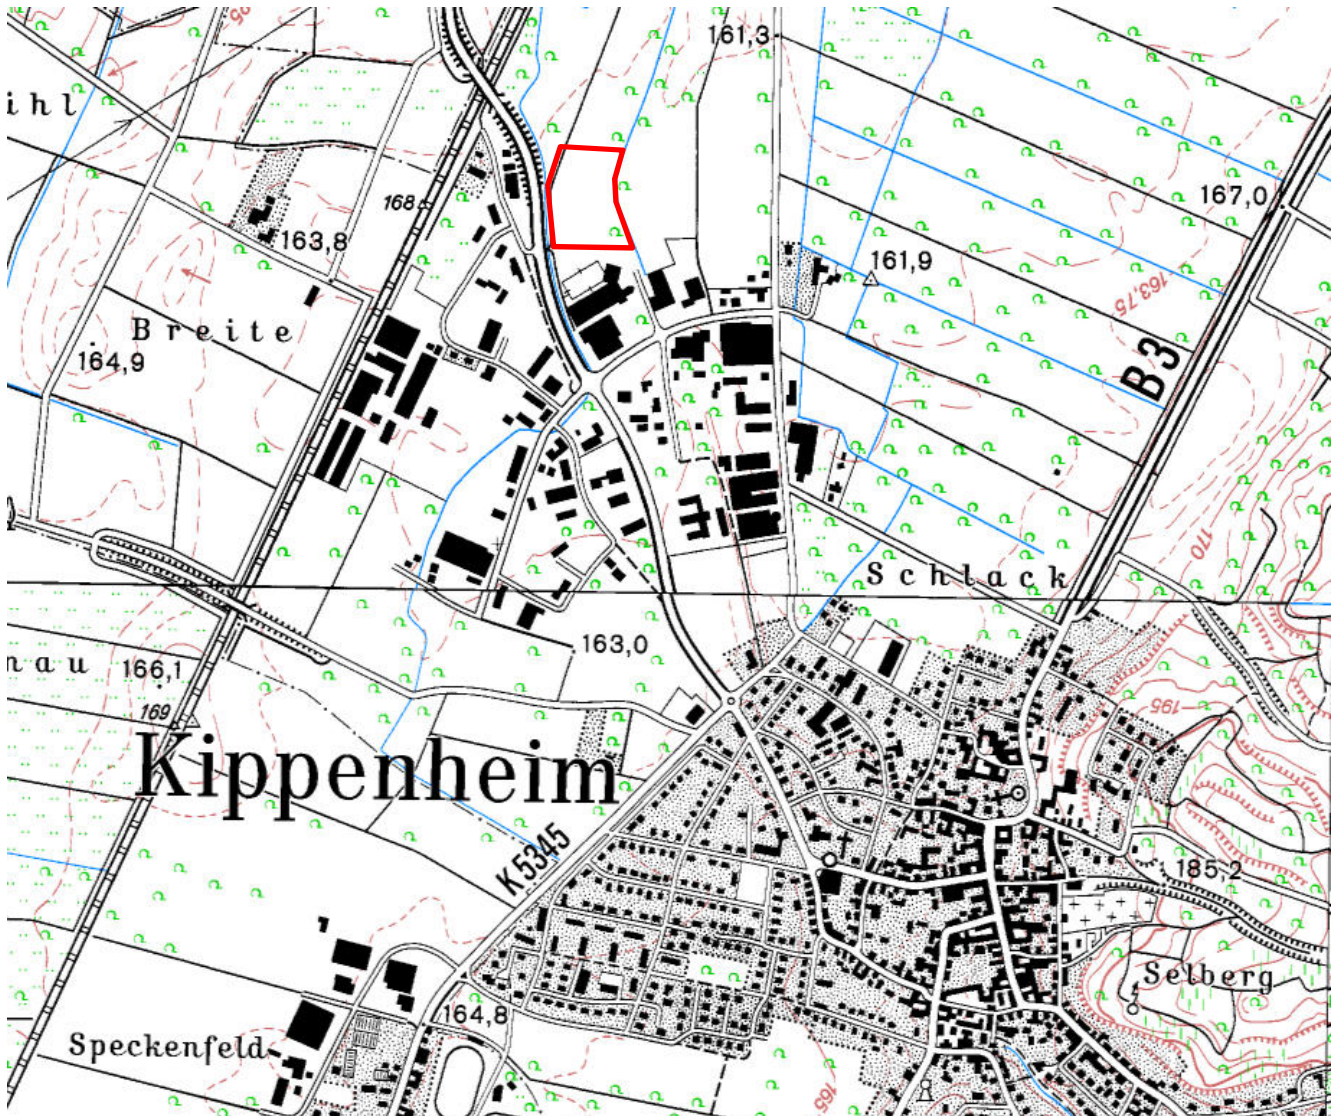 161,3
ihl
167,0
168
163,8
161,9
163,75
Breite
164,9
B 3
170
Schlack
163,0
nau
166,1
195
169
Kippenheim
K 5345
185,2
Selberg
164,8
Speckenfeld
165